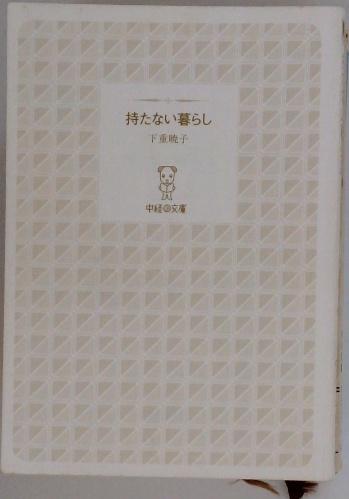 持たない暮らし
下重暁子
中経の文庫